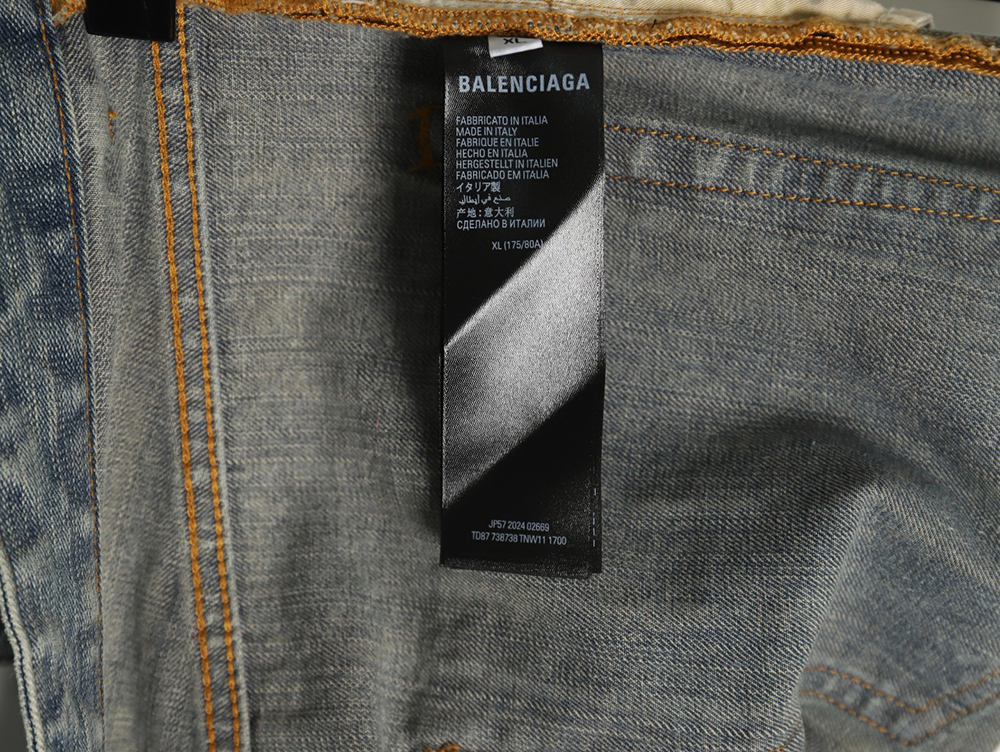 XL
BALENCIAGA
FABBRICATO IN ITALIA
MADE IN ITALY
FABRIQUE EN ITALIE
HECHO EN ITALIA
HERGESTELLT IN ITALIEN
FABRICADO EM ITALIA
イタリア製
صنع في إيطاليا
产地:意大利
СДЕЛАНО В ИТАЛИИ
XL (175/80A)
JP57 2024 02669
TD87 738738 TNW11 1700